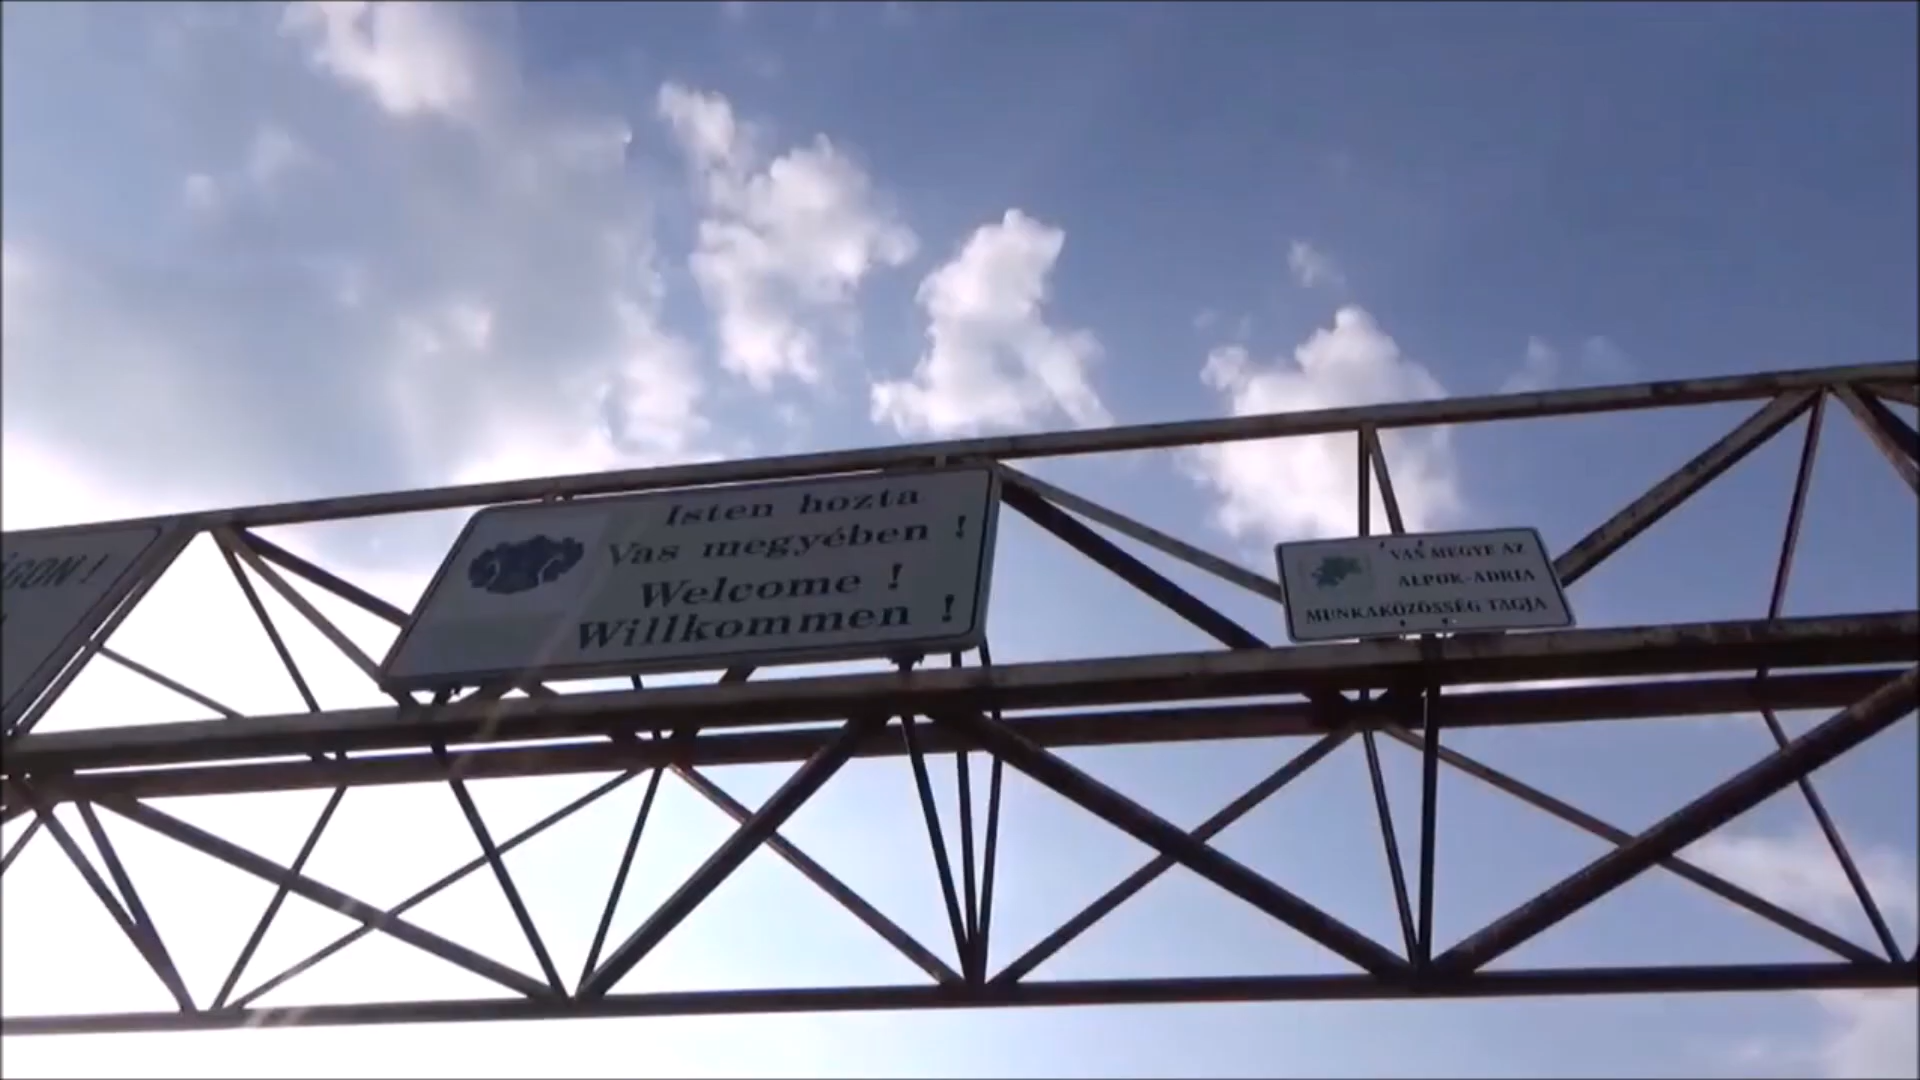 Isten hozta
Vas megyében !
Welcome !
Willkommen !
VAS MEGYE AZ
ALPOK-ADRIA
MUNKAKÖZÖSSÉG TAGJA